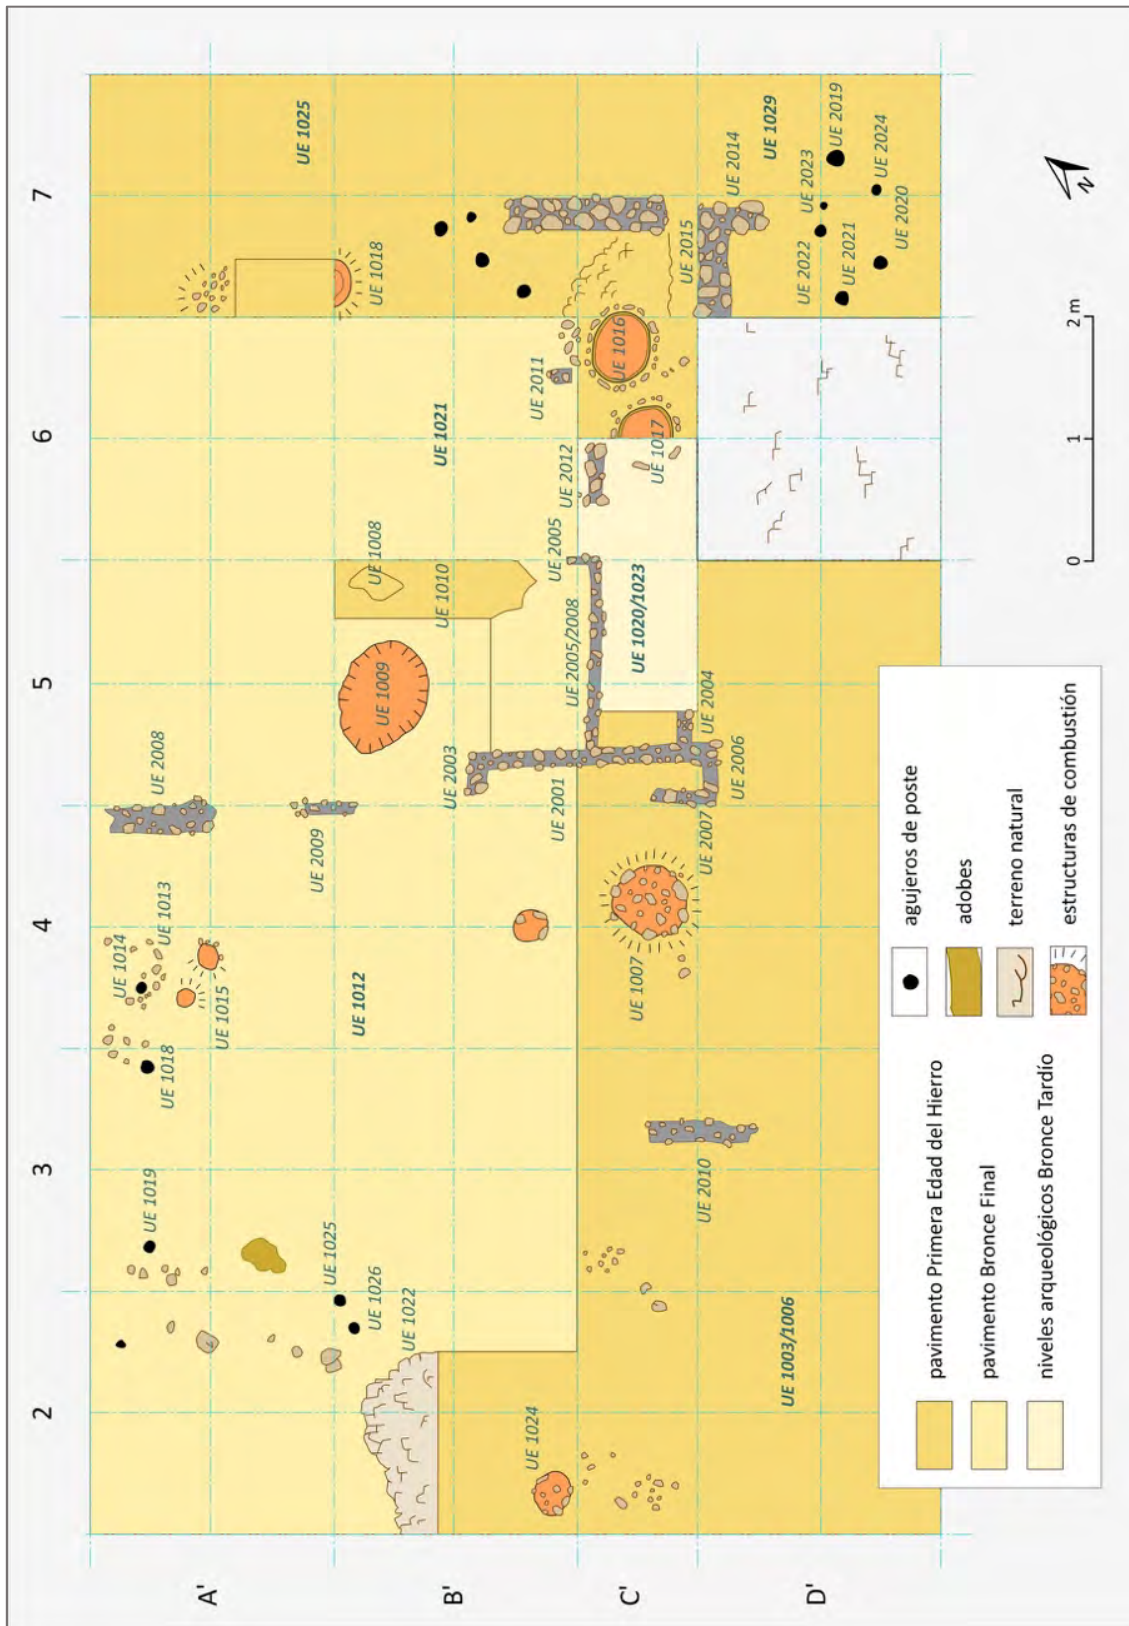 2
3
4
5
6
7
A'
B'
C'
D'
UE 1019
UE 1018
UE 1014
UE 1013
UE 1015
UE 2008
UE 2009
UE 1025
UE 1026
UE 1022
UE 1012
UE 1024
UE 1009
UE 1008
UE 1010
UE 2003
UE 2001
UE 2005/2008
UE 2005
UE 2012
UE 2011
UE 1021
UE 1018
UE 1025
UE 1016
UE 1017
UE 2015
UE 2014
UE 1029
UE 2019
UE 2023
UE 2024
UE 2022
UE 2021
UE 2020
UE 1020/1023
UE 2004
UE 2006
UE 2007
UE 1007
UE 2010
UE 1003/1006
pavimento Primera Edad del Hierro
pavimento Bronce Final
niveles arqueológicos Bronce Tardío
agujeros de poste
adobes
terreno natural
estructuras de combustión
0
1
2 m
N